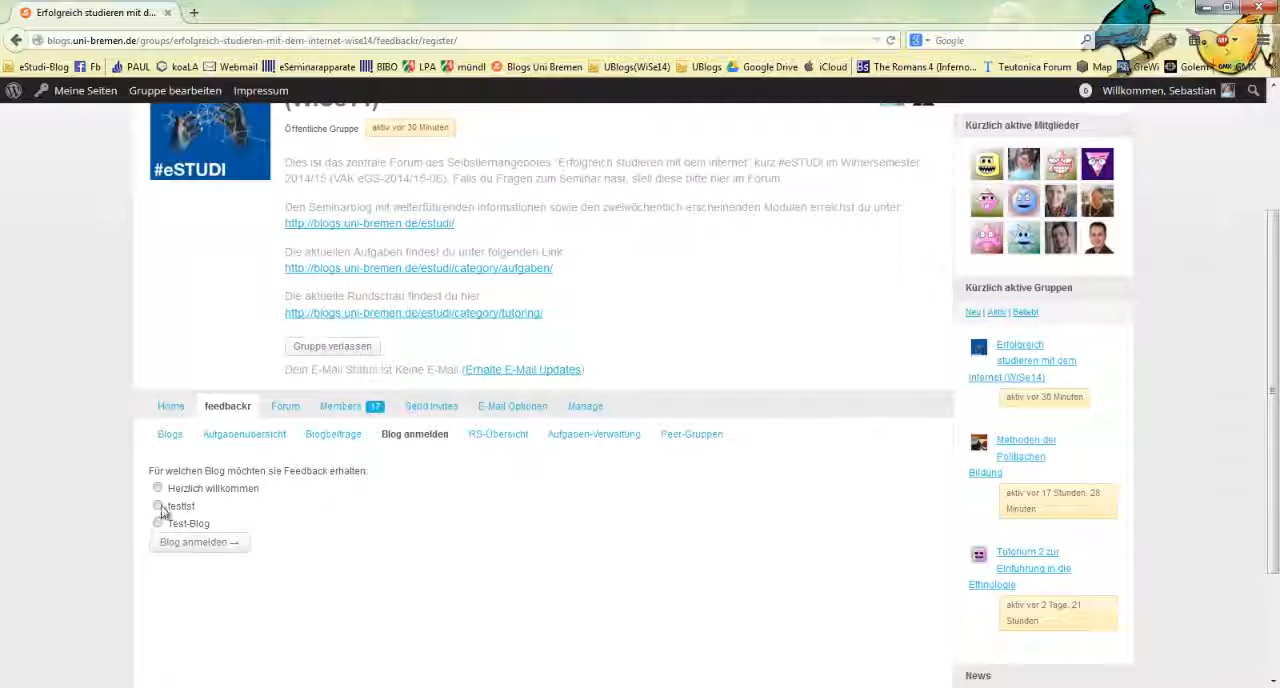 Erfolgreich studieren mit d...
blogs.uni-bremen.de/groups/erfolgreich-studieren-mit-dem-internet-wise14/feedbackr/register/
Google
eStudi-Blog Fb PAUL koaLA Webmail eSeminarapparate BIBO LPA mündl Blogs Uni Bremen UBlogs(WiSe14) UBlogs Google Drive iCloud The Romans 4 (Inferno... Teutonica Forum Map GreWi Golem GMX
Meine Seiten Gruppe bearbeiten Impressum 0 Willkommen, Sebastian
(WiSe14)
#eSTUDI
Öffentliche Gruppe aktiv vor 30 Minuten
Dies ist das zentrale Forum des Selbstlernangebotes "Erfolgreich studieren mit dem Internet" kurz #eSTUDI im Wintersemester
2014/15 (VAK eGS-2014/15-06). Falls du Fragen zum Seminar hast, stell diese bitte hier im Forum.
Den Seminarblog mit weiterführenden Informationen sowie den zweiwöchentlich erscheinenden Modulen erreichst du unter:
http://blogs.uni-bremen.de/estudi/
Die aktuellen Aufgaben findest du unter folgenden Link:
http://blogs.uni-bremen.de/estudi/category/aufgaben/
Die aktuelle Rundschau findest du hier
http://blogs.uni-bremen.de/estudi/category/tutoring/
Gruppe verlassen
Dein E-Mail Status ist Keine E-Mail (Erhalte E-Mail Updates)
Home feedbackr Forum Members 17 Send Invites E-Mail Optionen Manage
Blogs Aufgabenübersicht Blogbeiträge Blog anmelden RS-Übersicht Aufgaben-Verwaltung Peer-Gruppen
Für welchen Blog möchten sie Feedback erhalten:
Herzlich willkommen
testtst
Test-Blog
Blog anmelden →
Kürzlich aktive Mitglieder
Kürzlich aktive Gruppen
Neu | Aktiv | Beliebt
Erfolgreich
studieren mit dem
Internet (WiSe14)
aktiv vor 30 Minuten
Methoden der
Politischen
Bildung
aktiv vor 17 Stunden, 28
Minuten
Tutorium 2 zur
Einführung in die
Ethnologie
aktiv vor 2 Tage, 21
Stunden
News